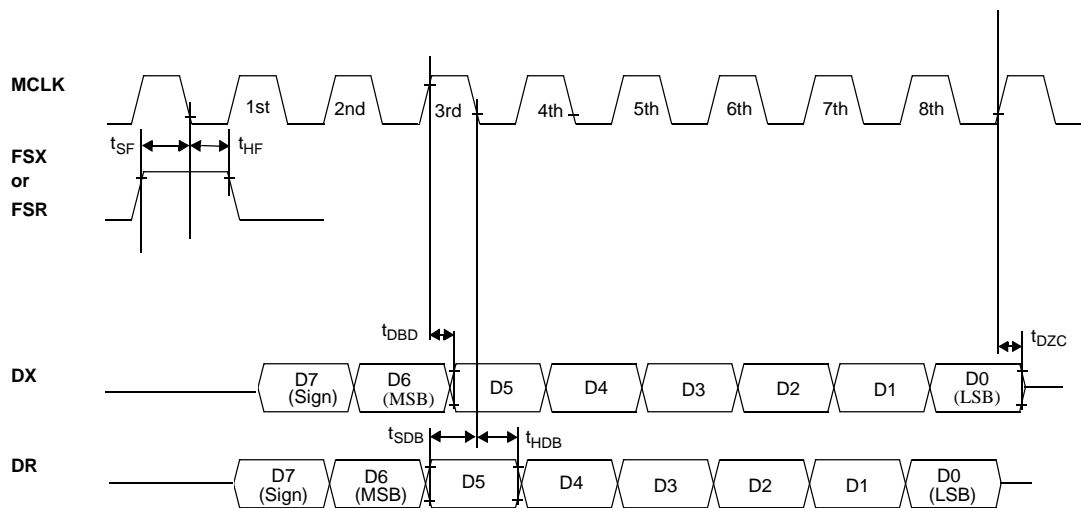 MCLK
1st 2nd 3rd 4th 5th 6th 7th 8th
tSF tHF
FSX
or
FSR
tDBD tDZC
DX
D7 D6 D5 D4 D3 D2 D1 D0
(Sign) (MSB) (LSB)
tSDB tHDB
DR
D7 D6 D5 D4 D3 D2 D1 D0
(Sign) (MSB) (LSB)